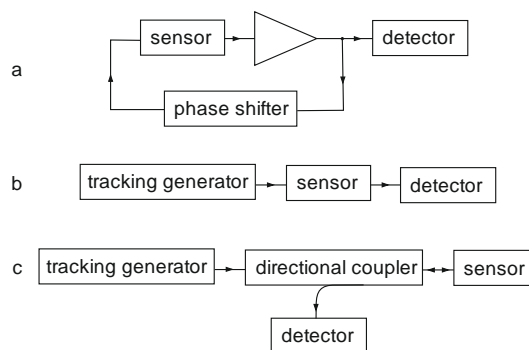 a
sensor
detector
phase shifter
b
tracking generator
sensor
detector
c
tracking generator
directional coupler
sensor
detector